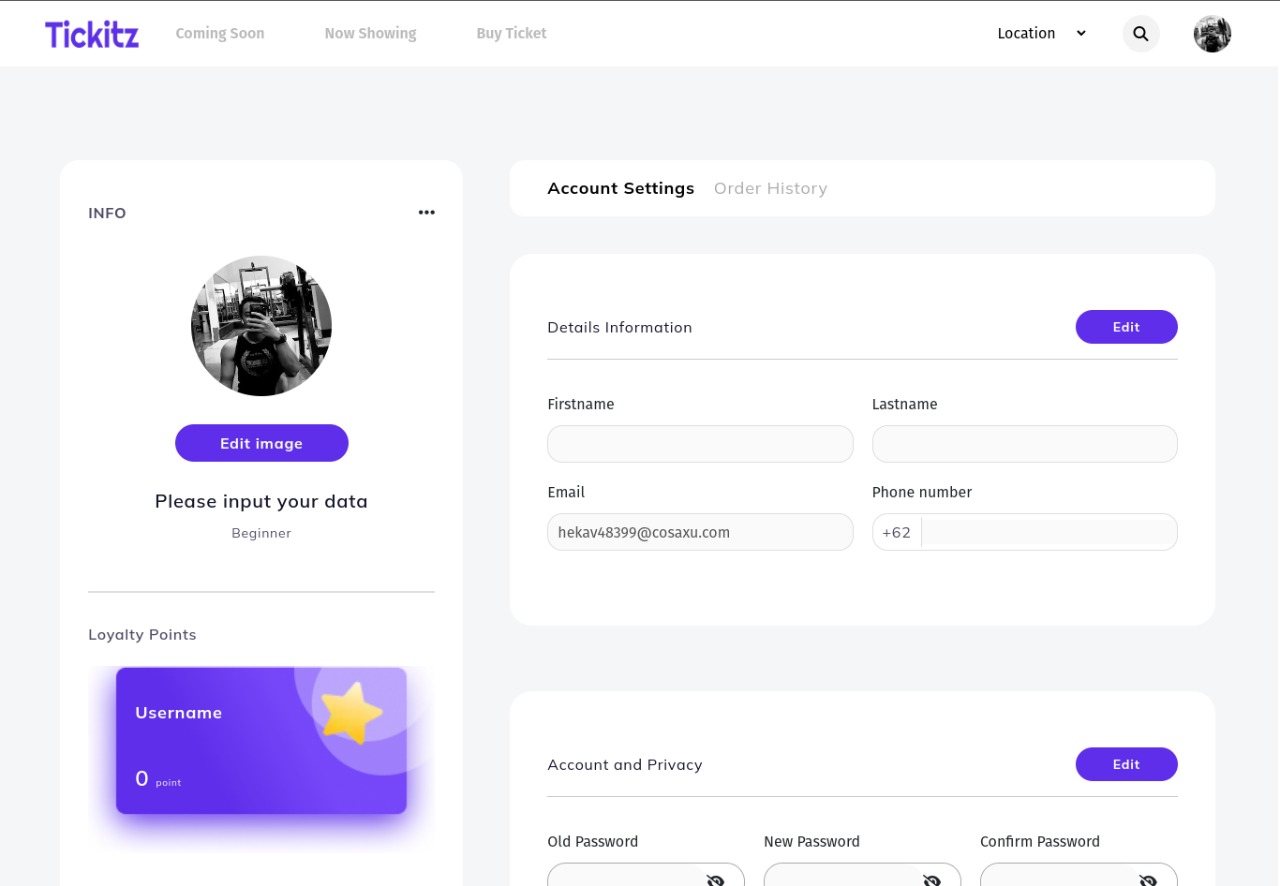 Tickitz
Coming Soon
Now Showing
Buy Ticket
Location
INFO
Edit image
Please input your data
Beginner
Loyalty Points
Username
0 point
Account Settings
Order History
Details Information
Edit
Firstname
Lastname
Email
Phone number
hekav48399@cosaxu.com
+62
Account and Privacy
Edit
Old Password
New Password
Confirm Password